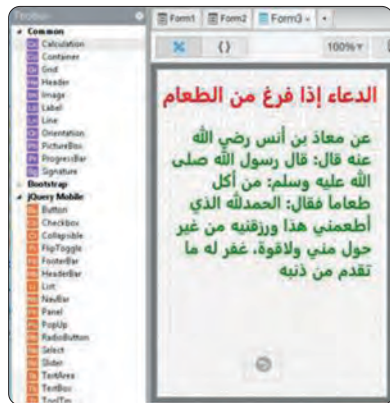 Toolbox
Form1
Form2
Form3
100%
Common
Calculation
Container
Grid
Header
Image
Label
Line
Orientation
PictureBox
ProgressBar
Signature
Bootstrap
jQuery Mobile
Button
Checkbox
Collapsible
FlipToggle
FooterBar
HeaderBar
List
NavBar
Panel
PopUp
RadioButton
Select
Slider
TextArea
TextBox
ToolTip
الدعاء إذا فرغ من الطعام
عن معاذ بن أنس رضي الله
عنه قال: قال رسول الله صلى
الله عليه وسلم: من أكل
طعاما فقال: الحمدلله الذي
أطعمني هذا ورزقنيه من غير
حول مني ولاقوة، غفر له ما
تقدم من ذنبه